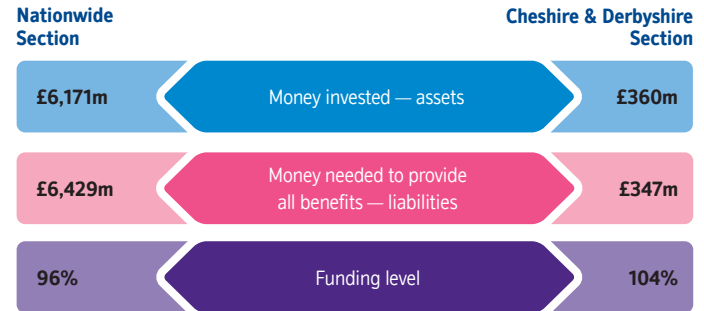 Nationwide
Section
Cheshire & Derbyshire
Section
£6,171m
Money invested — assets
£360m
£6,429m
Money needed to provide
all benefits — liabilities
£347m
96%
Funding level
104%